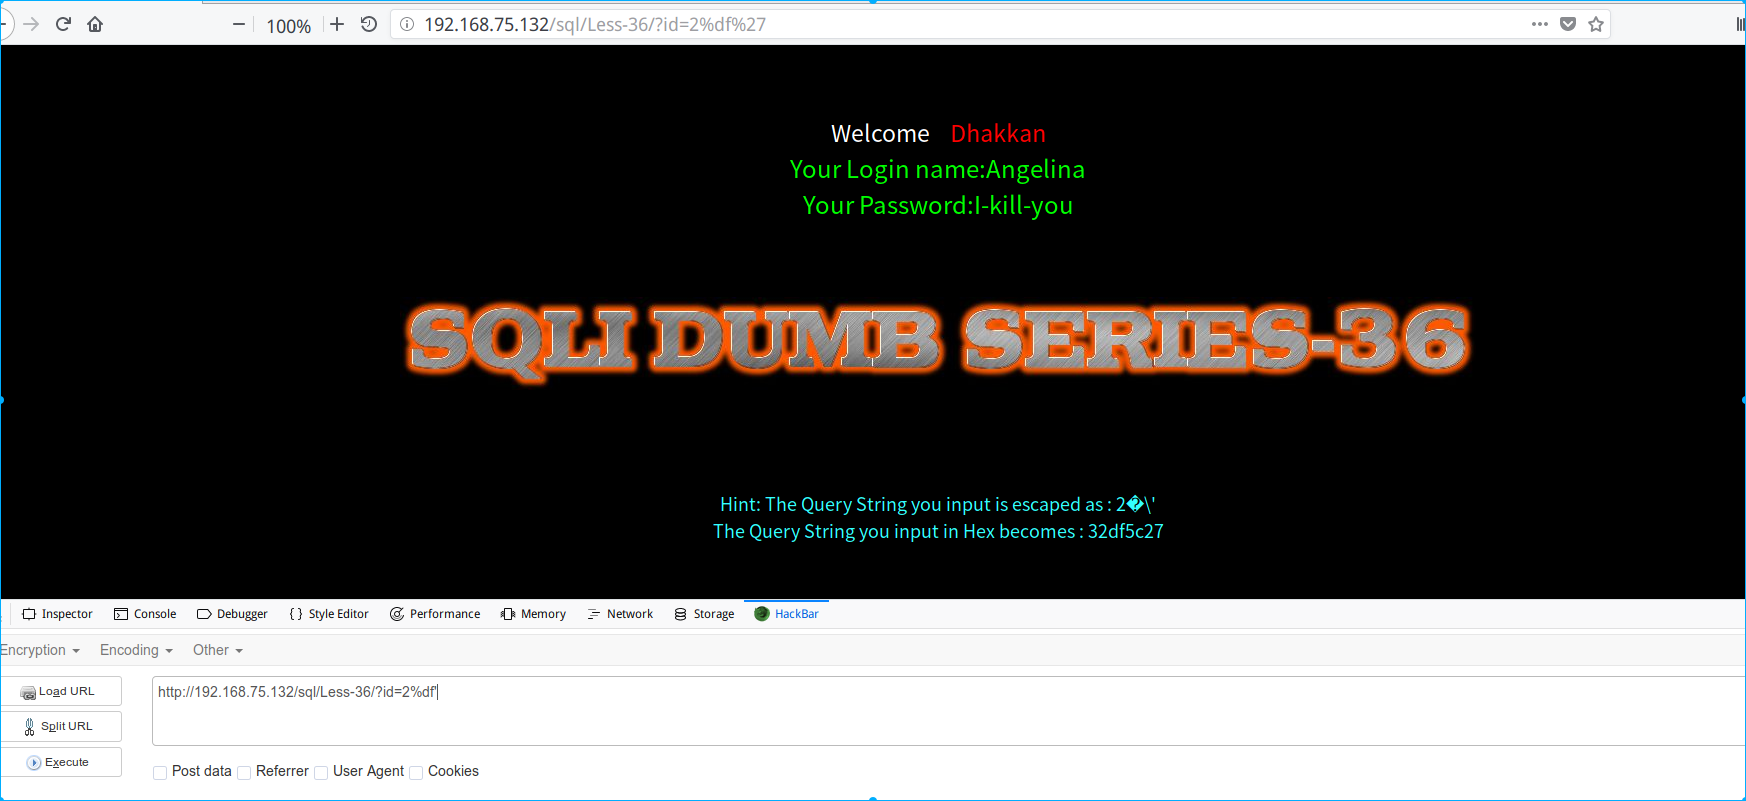 100% 192.168.75.132/sql/Less-36/?id=2%df%27
Welcome Dhakkan
Your Login name:Angelina
Your Password:I-kill-you
SQLI DUMB SERIES-36
Hint: The Query String you input is escaped as : 2�\'
The Query String you input in Hex becomes : 32df5c27
Inspector Console Debugger Style Editor Performance Memory Network Storage HackBar
Encryption Encoding Other
Load URL
http://192.168.75.132/sql/Less-36/?id=2%df'
Split URL
Execute
Post data Referrer User Agent Cookies